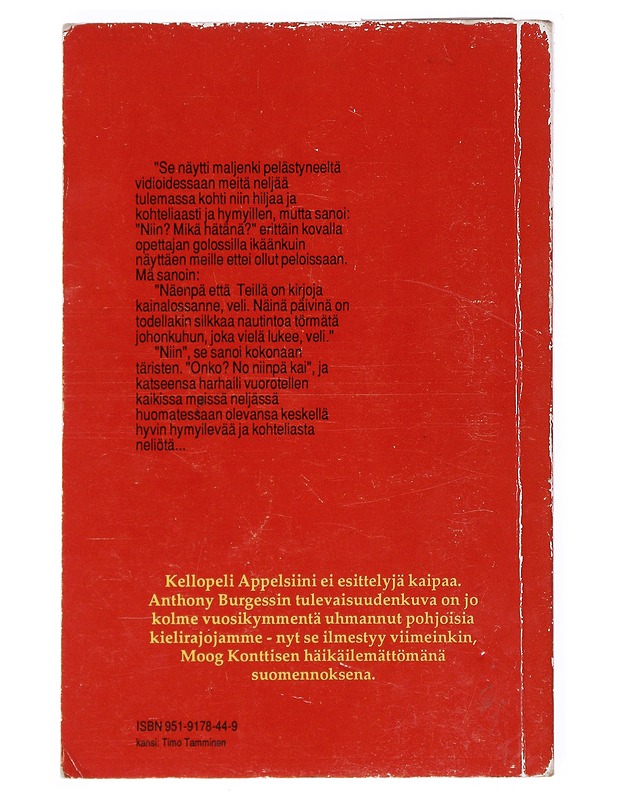 "Se näytti maljenki pelästyneeltä
vidioidessaan meitä neljää
tulemassa kohti niin hiljaa ja
kohteliaasti ja hymyillen, mutta sanoi:
"Niin? Mikä hätänä?" erittäin kovalla
opettajan golossilla ikäänkuin
näyttäen meille ettei ollut peloissaan.
Mä sanoin:
"Näenpä että Teillä on kirjoja
kainalossanne, veli. Näinä päivinä on
todellakin silkkaa nautintoa törmätä
johonkuhun, joka vielä lukee, veli."
"Niin", se sanoi kokonaan
täristen. "Onko? No niinpä kai", ja
katseensa harhaili vuorotellen
kaikissa meissä neljässä
huomatessaan olevansa keskellä
hyvin hymyilevää ja kohteliasta
neliötä...
Kellopeli Appelsiini ei esittelyjä kaipaa.
Anthony Burgessin tulevaisuudenkuva on jo
kolme vuosikymmentä uhmannut pohjoisia
kielirajojamme - nyt se ilmestyy viimeinkin,
Moog Konttisen häikäilemättömänä
suomennoksena.
ISBN 951-9178-44-9
kansi: Timo Tamminen